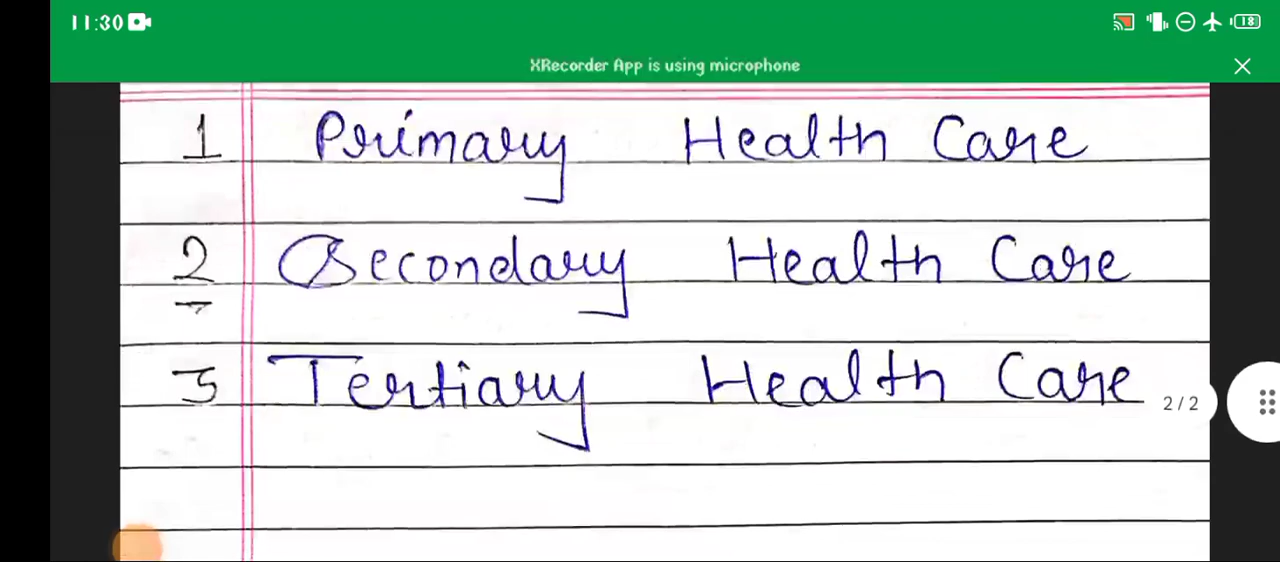 11:30
18
XRecorder App is using microphone
1 Primary Health Care
2 Secondary Health Care
3 Tertiary Health Care
2/2